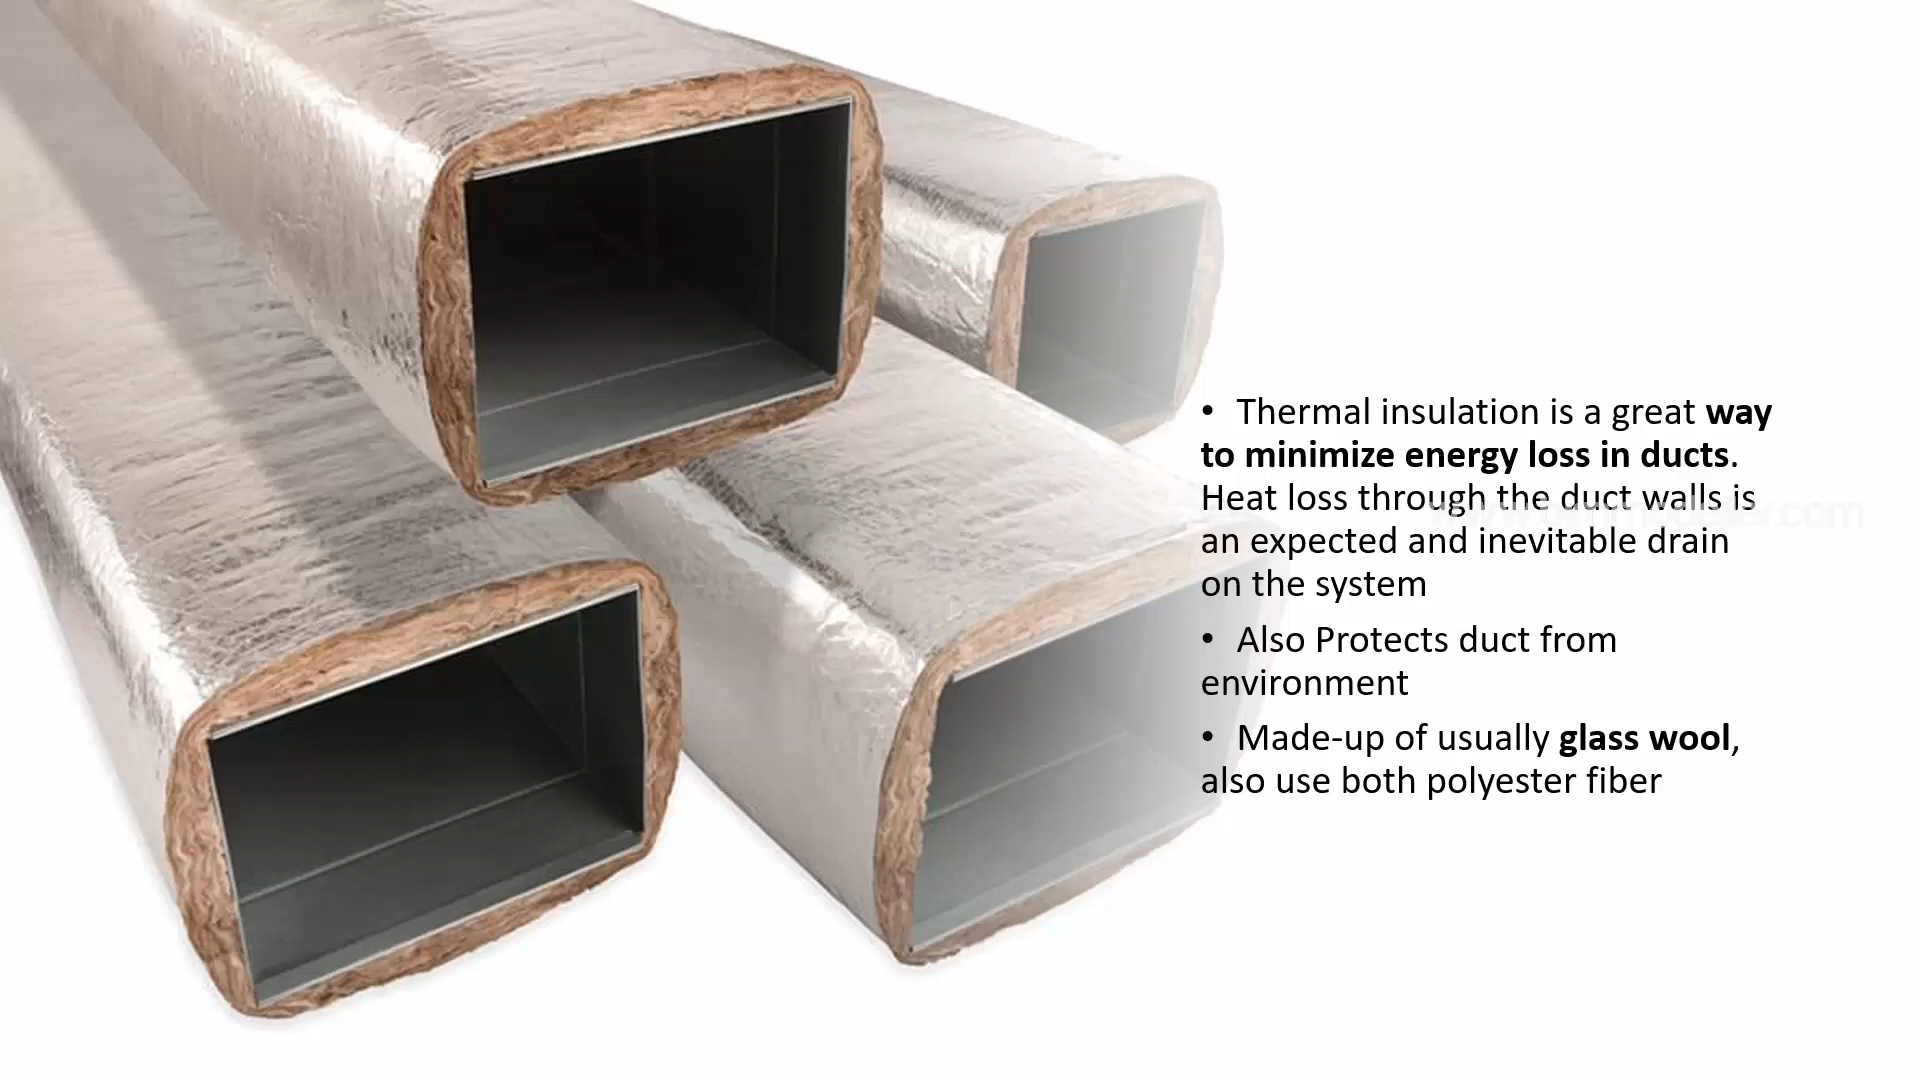 • Thermal insulation is a great way
to minimize energy loss in ducts.
Heat loss through the duct walls is
an expected and inevitable drain
on the system
• Also Protects duct from
environment
• Made-up of usually glass wool,
also use both polyester fiber